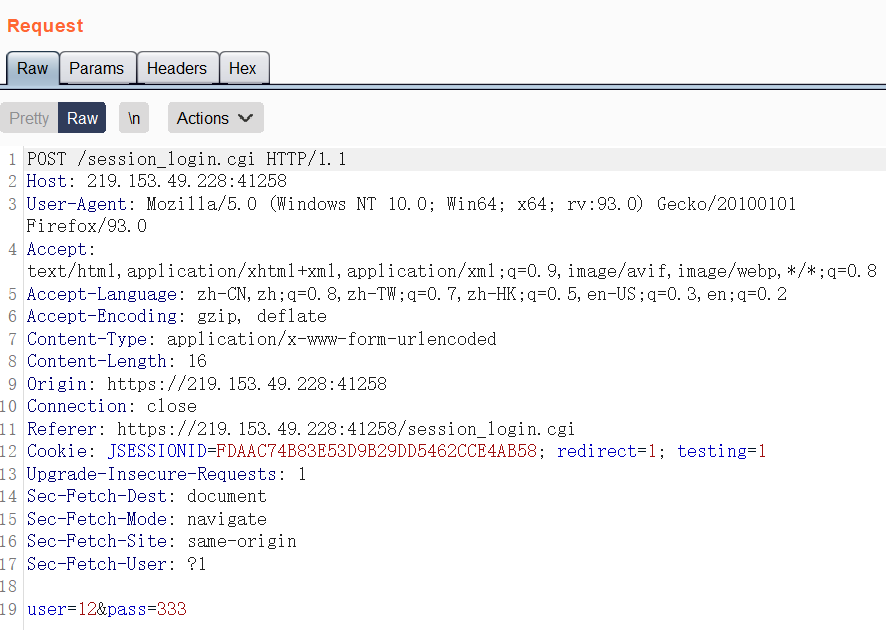 Request
Raw Params Headers Hex
Pretty Raw \n Actions
1 POST /session_login.cgi HTTP/1.1
2 Host: 219.153.49.228:41258
3 User-Agent: Mozilla/5.0 (Windows NT 10.0; Win64; x64; rv:93.0) Gecko/20100101
Firefox/93.0
4 Accept:
text/html,application/xhtml+xml,application/xml;q=0.9,image/avif,image/webp,*/*;q=0.8
5 Accept-Language: zh-CN,zh;q=0.8,zh-TW;q=0.7,zh-HK;q=0.5,en-US;q=0.3,en;q=0.2
6 Accept-Encoding: gzip, deflate
7 Content-Type: application/x-www-form-urlencoded
8 Content-Length: 16
9 Origin: https://219.153.49.228:41258
10 Connection: close
11 Referer: https://219.153.49.228:41258/session_login.cgi
12 Cookie: JSESSIONID=FDAAC74B83E53D9B29DD5462CCE4AB58; redirect=1; testing=1
13 Upgrade-Insecure-Requests: 1
14 Sec-Fetch-Dest: document
15 Sec-Fetch-Mode: navigate
16 Sec-Fetch-Site: same-origin
17 Sec-Fetch-User: ?1
18
19 user=12&pass=333